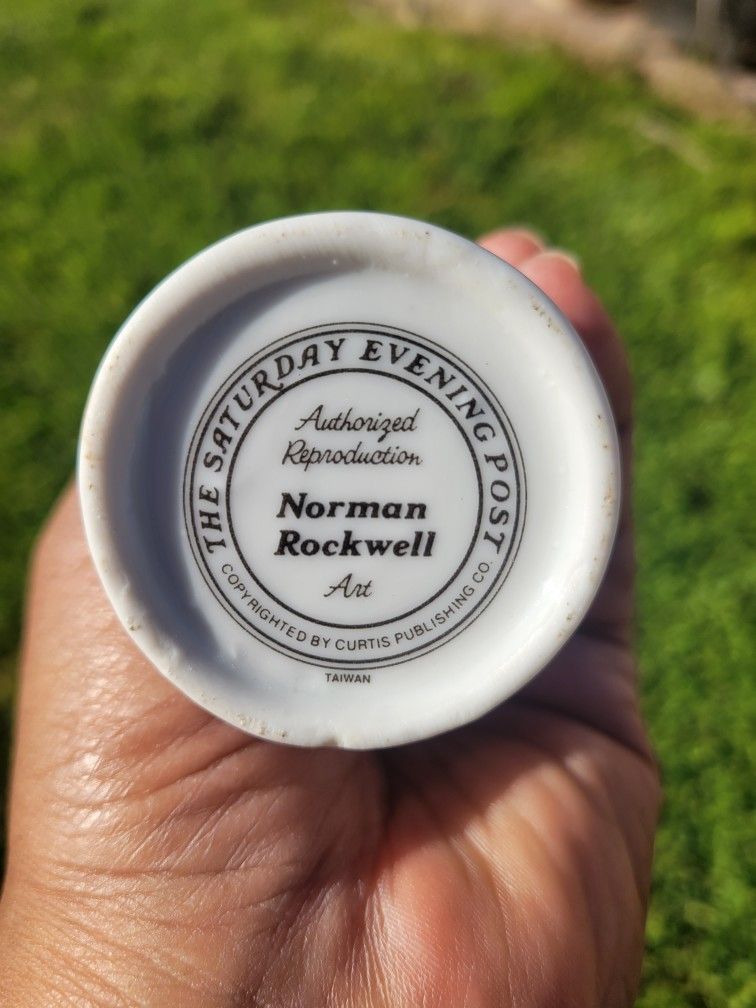 THE SATURDAY EVENING POST
Authorized
Reproduction
Norman
Rockwell
Art
COPYRIGHTED BY CURTIS PUBLISHING CO.
TAIWAN